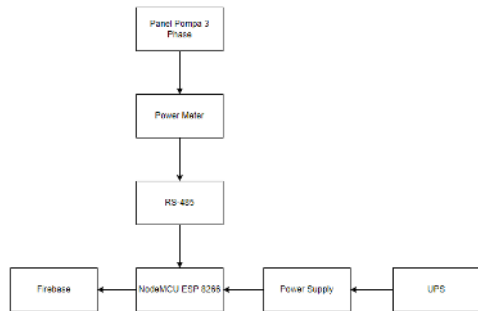 Panel Pompa 3
Phase
Power Meter
RS-485
Firebase
NodeMCU ESP 8266
Power Supply
UPS